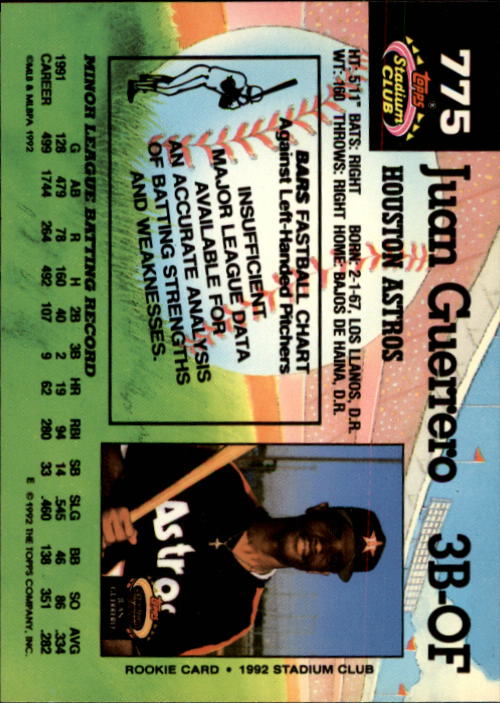 775
Topps
Stadium
CLUB
Juan Guerrero 3B-OF
HOUSTON ASTROS
HT: 5'11" BATS: RIGHT BORN: 2-1-67, LOS LLANOS, D.R.
WT: 160 THROWS: RIGHT HOME: BAJOS DE HAINA, D.R.
BARS FASTBALL CHART
Against Left-Handed Pitchers
INSUFFICIENT
MAJOR LEAGUE DATA
AVAILABLE FOR
AN ACCURATE ANALYSIS
OF BATTING STRENGTHS
AND WEAKNESSES.
Astros
Topps
ROOKIE CARD • 1992 STADIUM CLUB
MINOR LEAGUE BATTING RECORD
G AB R H 2B 3B HR RBI SB SLG BB SO AVG
1991 128 479 78 160 40 2 19 94 14 .545 46 86 .334
CAREER 499 1744 264 492 107 9 62 280 33 .460 138 351 .282
©MLB & MLBPA 1992 E ©1992 THE TOPPS COMPANY, INC.